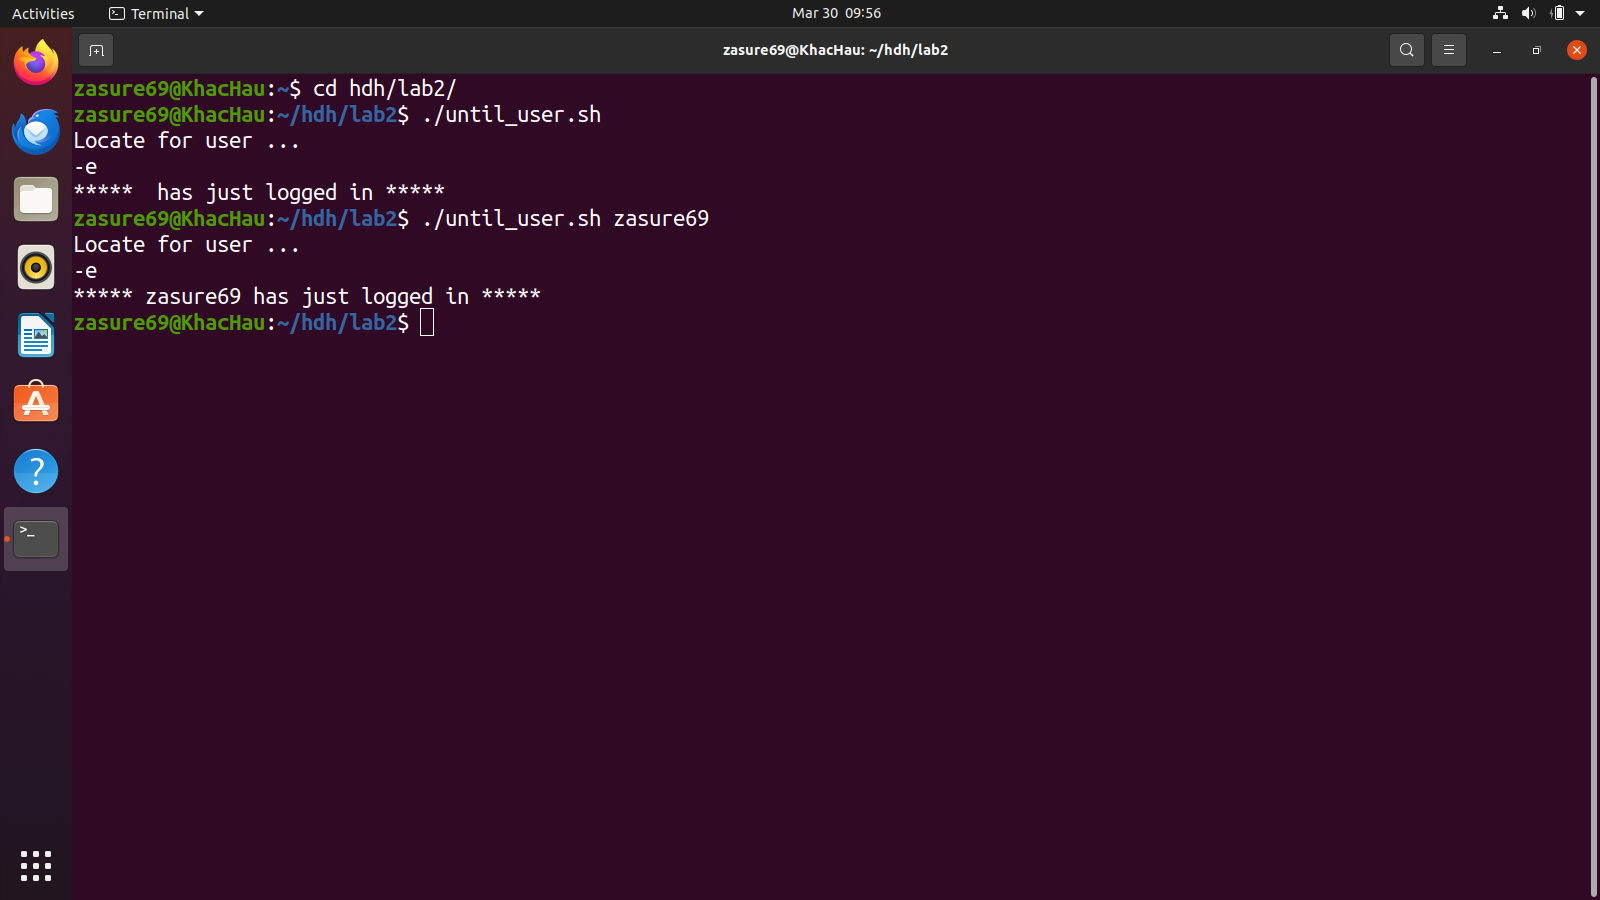 Activities
Terminal
Mar 30 09:56
zasure69@KhacHau: ~/hdh/lab2
zasure69@KhacHau:~$ cd hdh/lab2/
zasure69@KhacHau:~/hdh/lab2$ ./until_user.sh
Locate for user ...
-e
*****  has just logged in *****
zasure69@KhacHau:~/hdh/lab2$ ./until_user.sh zasure69
Locate for user ...
-e
***** zasure69 has just logged in *****
zasure69@KhacHau:~/hdh/lab2$